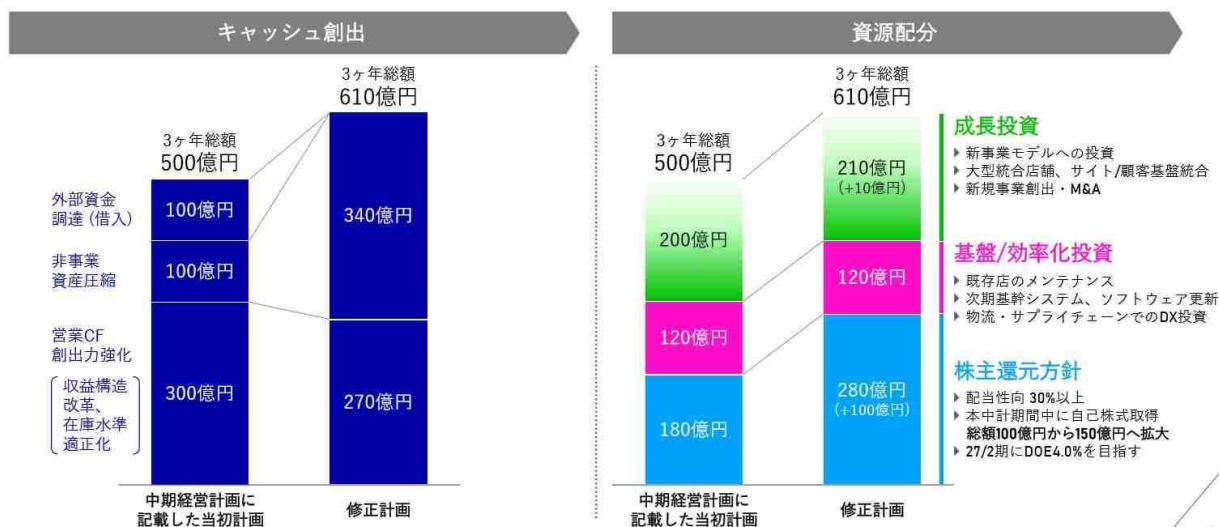 キャッシュ創出
3ヶ年総額
610億円
3ヶ年総額
500億円
外部資金
調達(借入)
100億円
340億円
非事業
資産圧縮
100億円
営業CF
創出力強化
収益構造
改革、
在庫水準
適正化
300億円
270億円
中期経営計画に
記載した当初計画
修正計画
資源配分
3ヶ年総額
610億円
3ヶ年総額
500億円
200億円
120億円
180億円
210億円
(+10億円)
120億円
280億円
(+100億円)
中期経営計画に
記載した当初計画
修正計画
成長投資
新事業モデルへの投資
大型統合店舗、サイト/顧客基盤統合
新規事業創出・M&A
基盤/効率化投資
既存店のメンテナンス
次期基幹システム、ソフトウェア更新
物流・サプライチェーンでのDX投資
株主還元方針
配当性向 30%以上
本中計期間中に自己株式取得
総額100億円から150億円へ拡大
27/2期にDOE4.0%を目指す